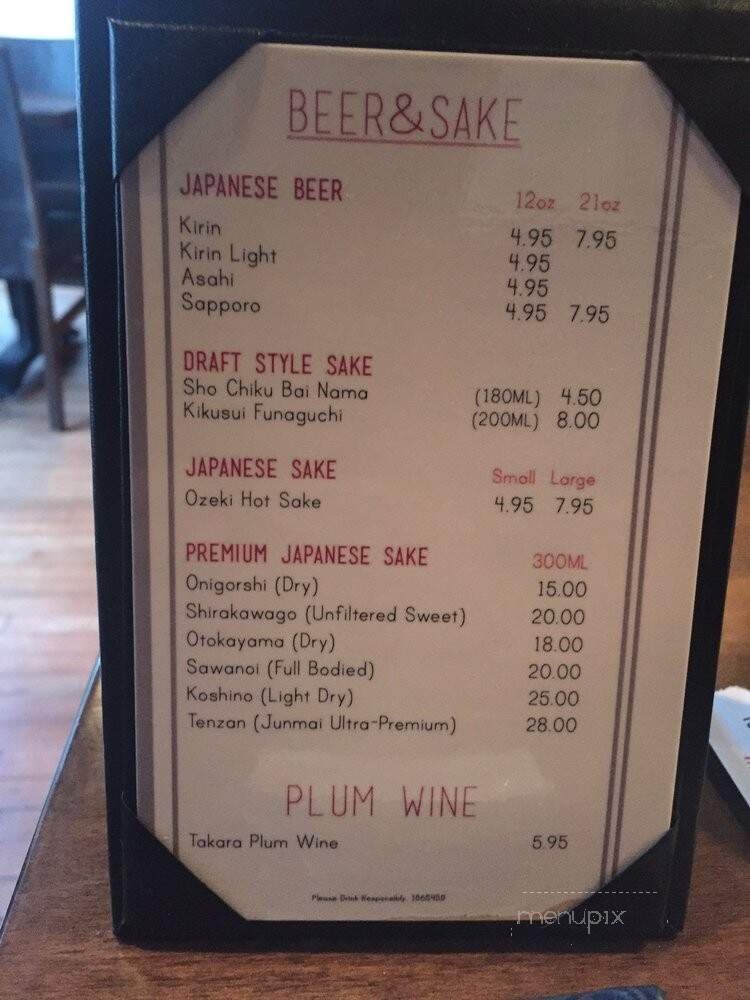 BEER&SAKE
JAPANESE BEER 12oz 21oz
Kirin 4.95 7.95
Kirin Light 4.95
Asahi 4.95
Sapporo 4.95 7.95
DRAFT STYLE SAKE
Sho Chiku Bai Nama (180ML) 4.50
Kikusui Funaguchi (200ML) 8.00
JAPANESE SAKE Small Large
Ozeki Hot Sake 4.95 7.95
PREMIUM JAPANESE SAKE 300ML
Onigorshi (Dry) 15.00
Shirakawago (Unfiltered Sweet) 20.00
Otokayama (Dry) 18.00
Sawanoi (Full Bodied) 20.00
Koshino (Light Dry) 25.00
Tenzan (Junmai Ultra-Premium) 28.00
PLUM WINE
Takara Plum Wine 5.95
Please Drink Responsibly.
menupix